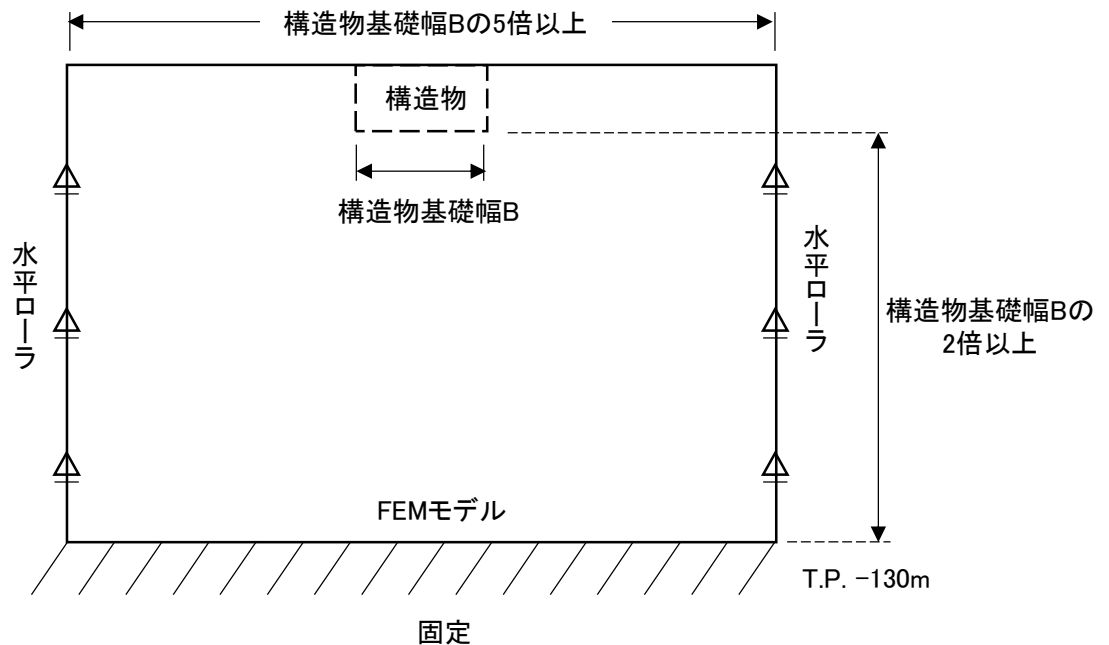 構造物基礎幅Bの5倍以上
構造物
構造物基礎幅B
水平ローラ
水平ローラ
構造物基礎幅Bの
2倍以上
FEMモデル
T.P. -130m
固定